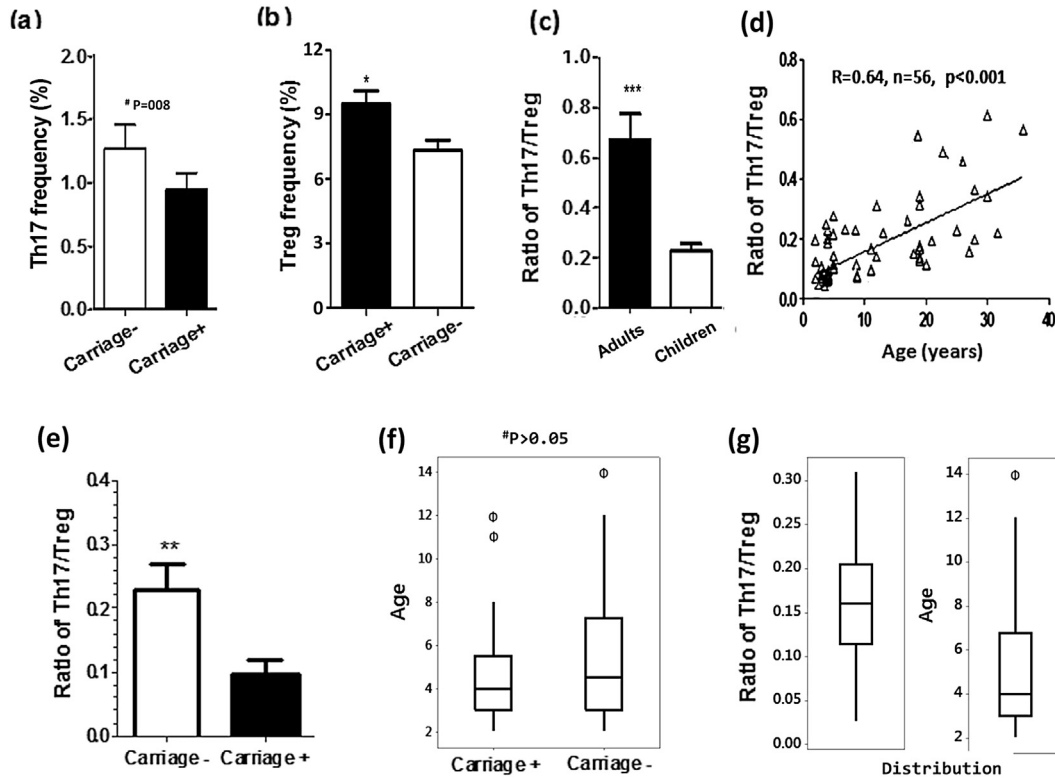 (a)
Th17 frequency (%)
2.0
1.5
1.0
0.5
0.0
# P=008
Carriage-
Carriage+
(b)
Treg frequency (%)
12
9
6
3
0
*
Carriage+
Carriage-
(c)
Ratio of Th17/Treg
1.0
0.8
0.6
0.4
0.2
0.0
***
Adults
Children
(d)
Ratio of Th17/Treg
0.8
0.6
0.4
0.2
0.0
R=0.64, n=56, p<0.001
0
10
20
30
40
Age (years)
(e)
Ratio of Th17/Treg
0.4
0.3
0.2
0.1
0.0
**
Carriage -
Carriage +
(f)
#P>0.05
Age
14
12
10
8
6
4
2
Carriage +
Carriage -
(g)
Ratio of Th17/Treg
0.30
0.25
0.20
0.15
0.10
0.05
0.00
Age
14
12
10
8
6
4
2
Distribution